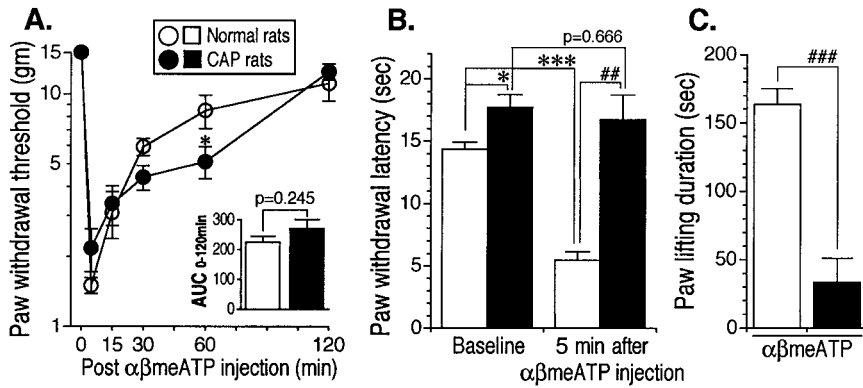 A.
Normal rats
CAP rats
Paw withdrawal threshold (gm)
15
10
5
1
*
p=0.245
AUC 0-120min
300
200
100
0
0 15 30 60 120
Post αβmeATP injection (min)
B.
Paw withdrawal latency (sec)
20
15
10
5
0
p=0.666
***
*
##
Baseline
5 min after
αβmeATP injection
C.
Paw lifting duration (sec)
200
150
100
50
0
###
αβmeATP